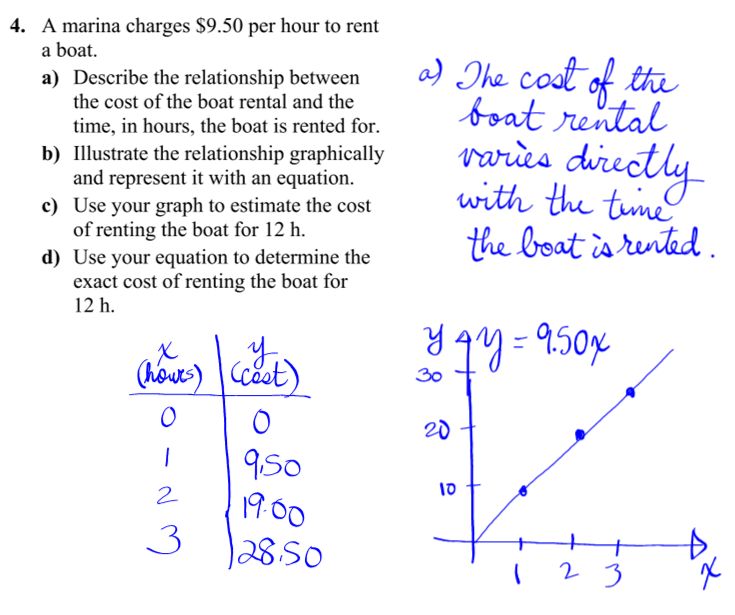 4. A marina charges $9.50 per hour to rent
a boat.
a) Describe the relationship between
the cost of the boat rental and the
time, in hours, the boat is rented for.
b) Illustrate the relationship graphically
and represent it with an equation.
c) Use your graph to estimate the cost
of renting the boat for 12 h.
d) Use your equation to determine the
exact cost of renting the boat for
12 h.
a) The cost of the
boat rental
varies directly
with the time
the boat is rented.
x y
(hours) (cost)
0 0
1 9.50
2 19.00
3 28.50
y y = 9.50x
30
20
10
1 2 3 x